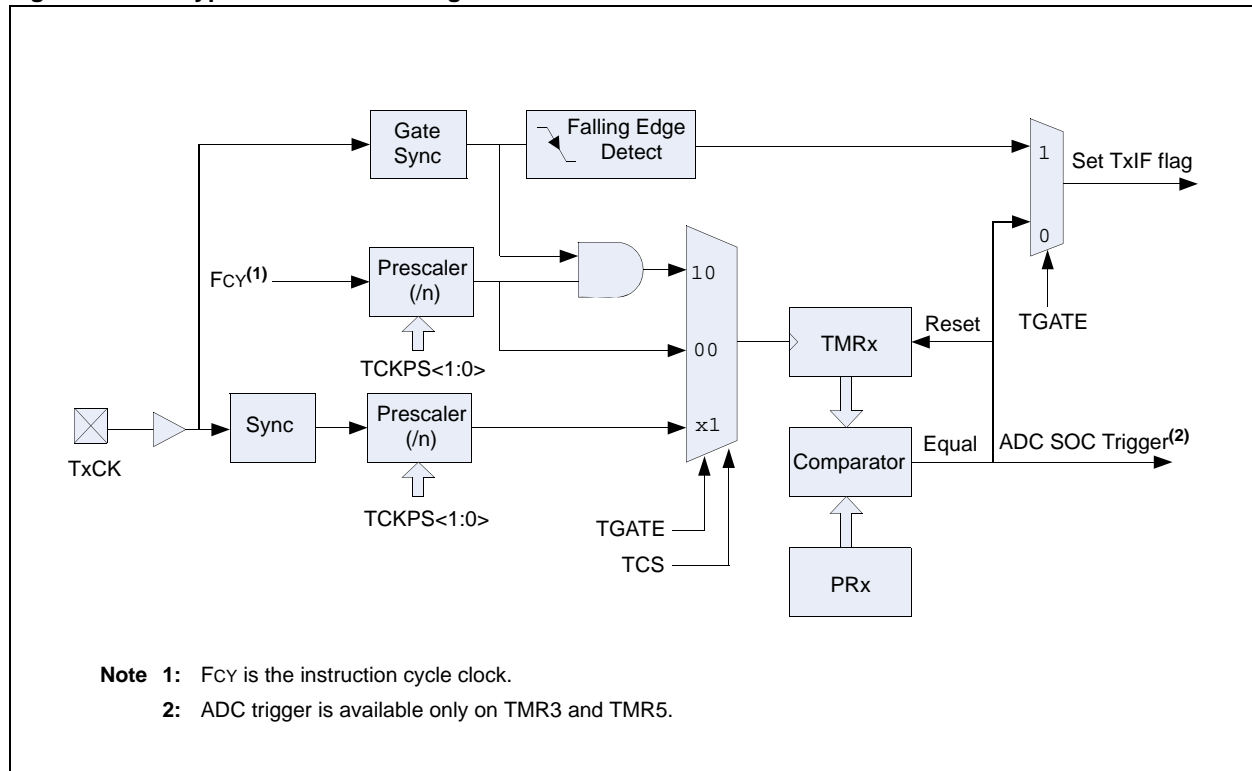 Gate
Sync
Falling Edge
Detect
1
0
Set TxIF flag
TGATE
FCY(1)
Prescaler
(/n)
TCKPS<1:0>
10
00
x1
TMRx
Reset
TxCK
Sync
Prescaler
(/n)
TCKPS<1:0>
TGATE
TCS
Comparator
Equal
ADC SOC Trigger(2)
PRx
Note 1: FCY is the instruction cycle clock.
2: ADC trigger is available only on TMR3 and TMR5.